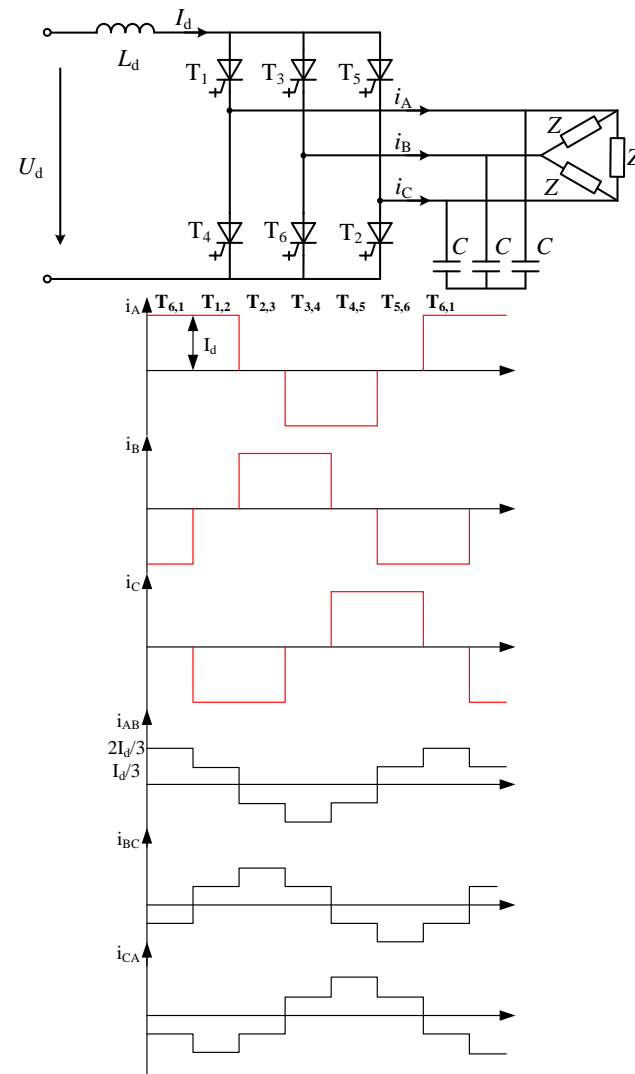 I_d
L_d
T_1 T_3 T_5
i_A
Z
i_B
Z
U_d
Z
i_C
T_4 T_6 T_2
C C C
i_A T_6,1 T_1,2 T_2,3 T_3,4 T_4,5 T_5,6 T_6,1
I_d
i_B
i_C
i_AB
2I_d/3
I_d/3
i_BC
i_CA